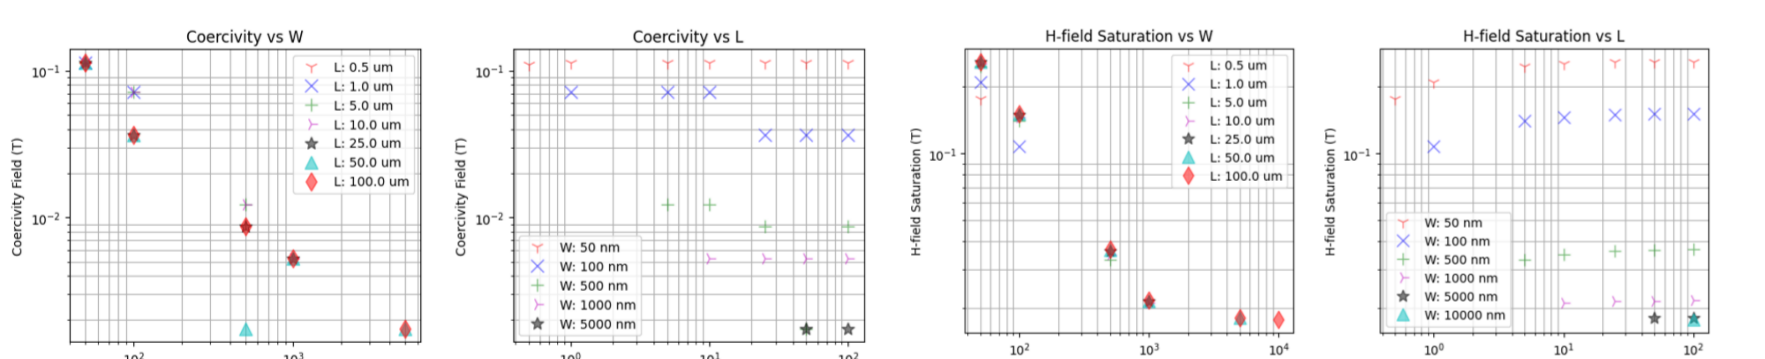 Coercivity vs W
Coercivity Field (T)
10⁻¹
10⁻²
10²
10³
L: 0.5 um
L: 1.0 um
L: 5.0 um
L: 10.0 um
L: 25.0 um
L: 50.0 um
L: 100.0 um
Coercivity vs L
Coercivity Field (T)
10⁻¹
10⁻²
10⁰
10¹
10²
W: 50 nm
W: 100 nm
W: 500 nm
W: 1000 nm
W: 5000 nm
H-field Saturation vs W
H-field Saturation (T)
10⁻¹
10²
10³
10⁴
L: 0.5 um
L: 1.0 um
L: 5.0 um
L: 10.0 um
L: 25.0 um
L: 50.0 um
L: 100.0 um
H-field Saturation vs L
H-field Saturation (T)
10⁻¹
10⁰
10¹
10²
W: 50 nm
W: 100 nm
W: 500 nm
W: 1000 nm
W: 5000 nm
W: 10000 nm